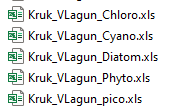 Kruk_VLagun_Chloro.xls
Kruk_VLagun_Cyano.xls
Kruk_VLagun_Diatom.xls
Kruk_VLagun_Phyto.xls
Kruk_VLagun_pico.xls